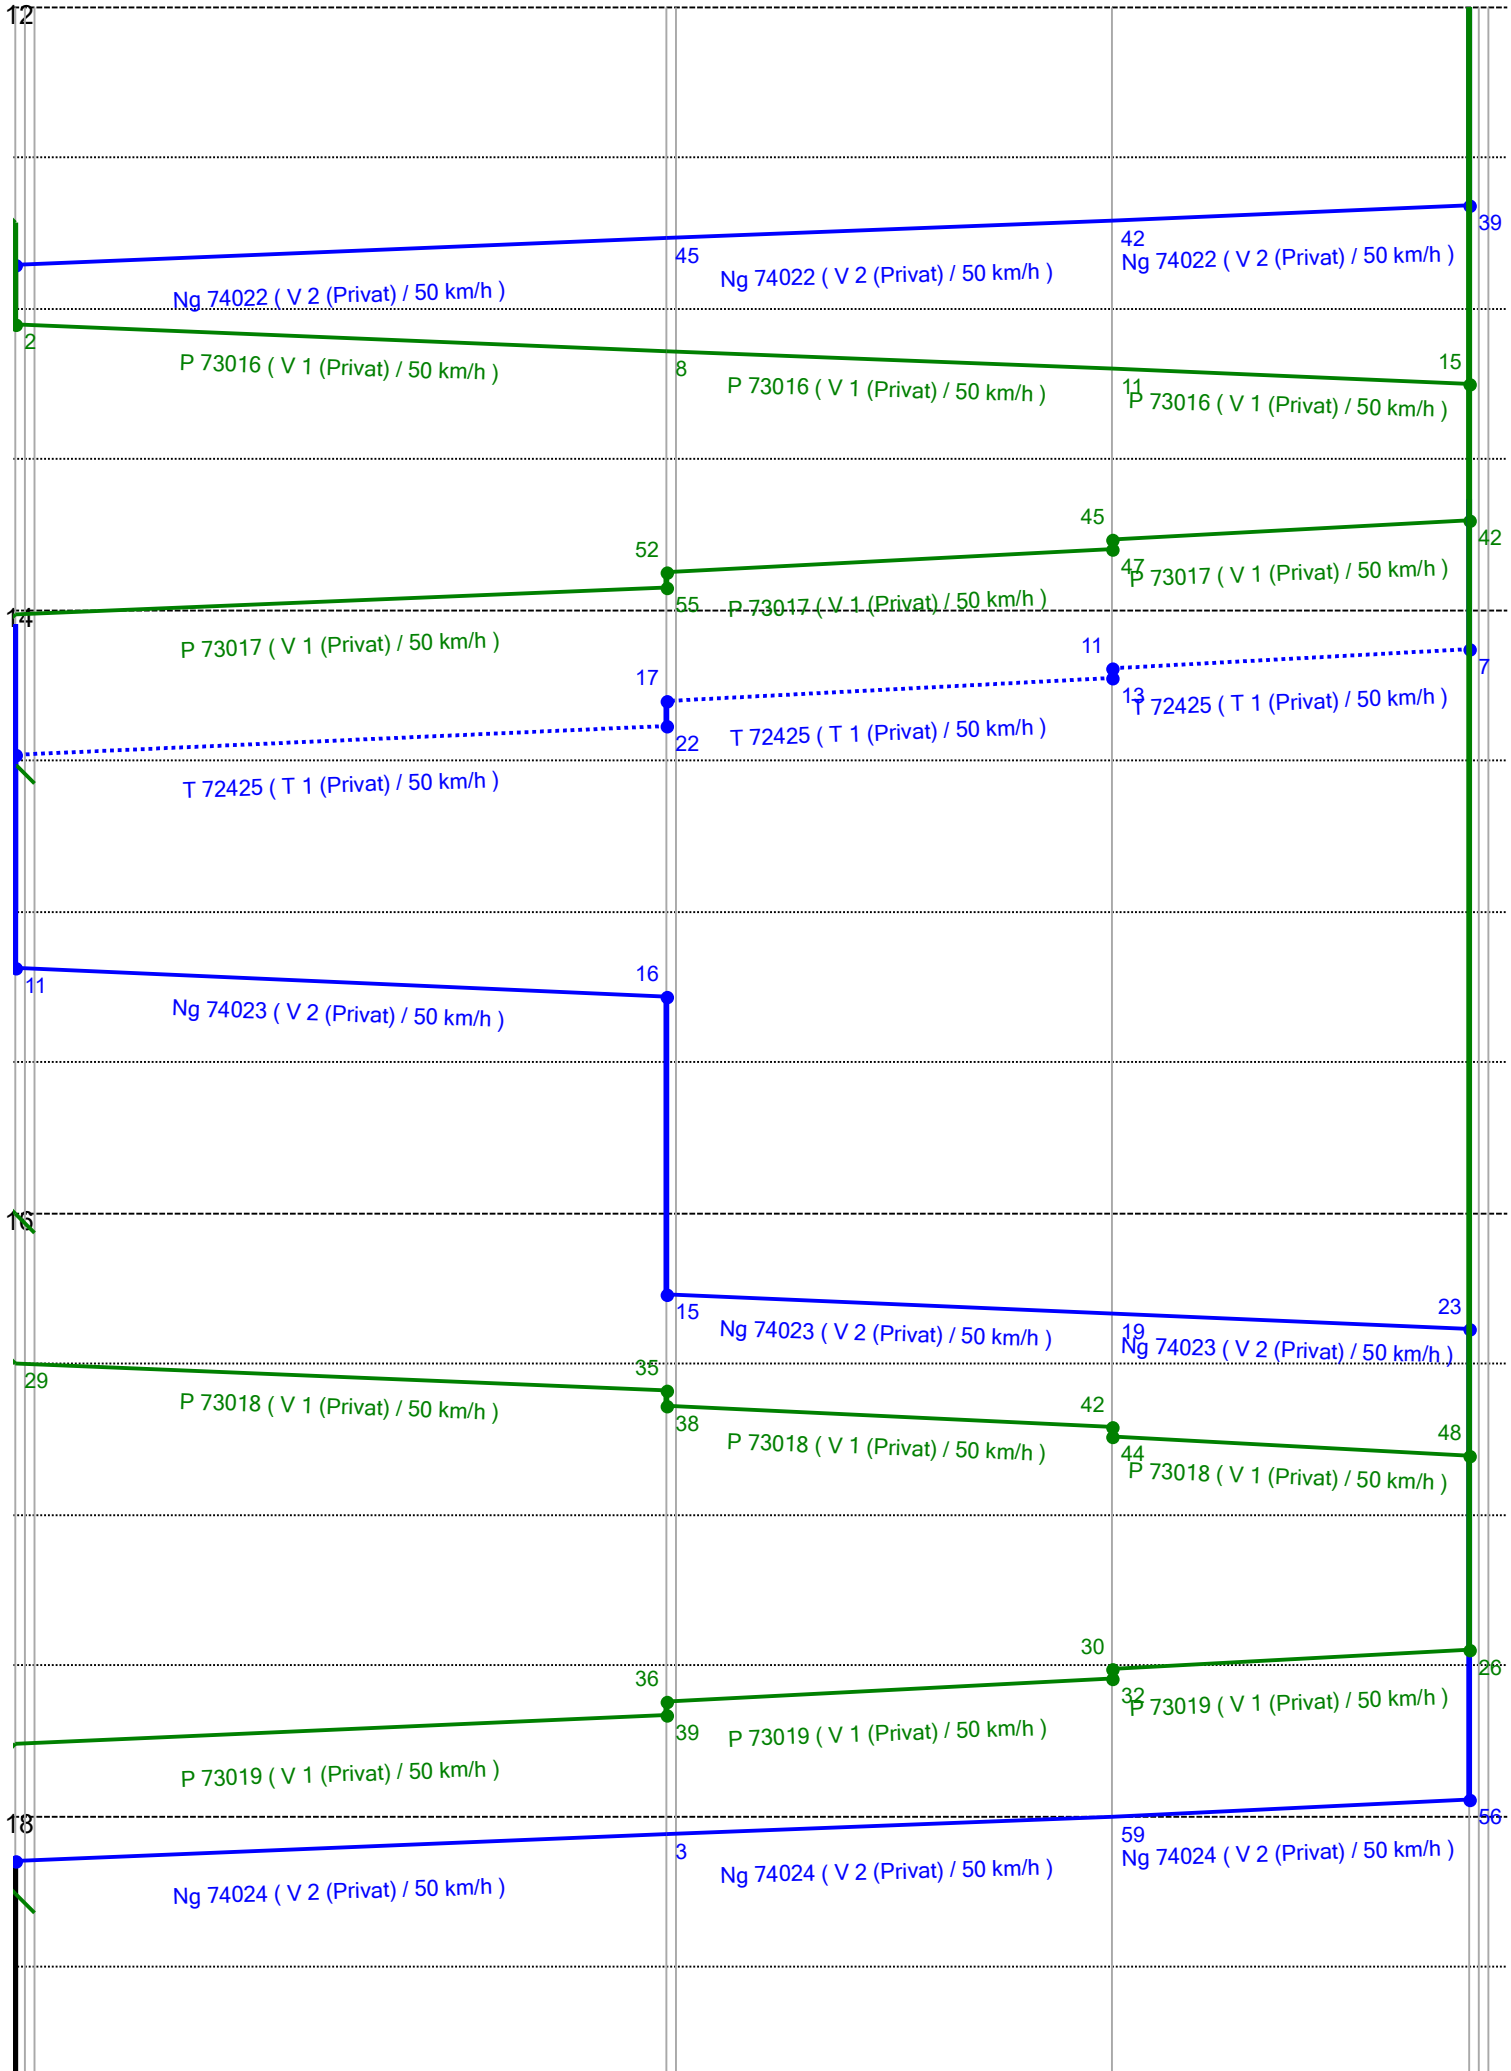 12
39
42
45
Ng 74022 ( V 2 (Privat) / 50 km/h )
Ng 74022 ( V 2 (Privat) / 50 km/h )
Ng 74022 ( V 2 (Privat) / 50 km/h )
2
15
8
11
P 73016 ( V 1 (Privat) / 50 km/h )
P 73016 ( V 1 (Privat) / 50 km/h )
P 73016 ( V 1 (Privat) / 50 km/h )
45
42
52
47
P 73017 ( V 1 (Privat) / 50 km/h )
55
P 73017 ( V 1 (Privat) / 50 km/h )
14
P 73017 ( V 1 (Privat) / 50 km/h )
11
7
17
13
T 72425 ( T 1 (Privat) / 50 km/h )
22
T 72425 ( T 1 (Privat) / 50 km/h )
T 72425 ( T 1 (Privat) / 50 km/h )
16
11
Ng 74023 ( V 2 (Privat) / 50 km/h )
16
15
23
Ng 74023 ( V 2 (Privat) / 50 km/h )
19
Ng 74023 ( V 2 (Privat) / 50 km/h )
35
29
P 73018 ( V 1 (Privat) / 50 km/h )
42
38
48
P 73018 ( V 1 (Privat) / 50 km/h )
44
P 73018 ( V 1 (Privat) / 50 km/h )
30
26
36
32
P 73019 ( V 1 (Privat) / 50 km/h )
39
P 73019 ( V 1 (Privat) / 50 km/h )
P 73019 ( V 1 (Privat) / 50 km/h )
18
56
59
3
Ng 74024 ( V 2 (Privat) / 50 km/h )
Ng 74024 ( V 2 (Privat) / 50 km/h )
Ng 74024 ( V 2 (Privat) / 50 km/h )